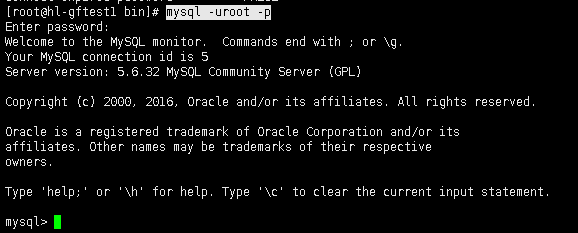 [root@hl-gftest1 bin]# mysql -uroot -p
Enter password:
Welcome to the MySQL monitor.  Commands end with ; or \g.
Your MySQL connection id is 5
Server version: 5.6.32 MySQL Community Server (GPL)
Copyright (c) 2000, 2016, Oracle and/or its affiliates. All rights reserved.
Oracle is a registered trademark of Oracle Corporation and/or its
affiliates. Other names may be trademarks of their respective
owners.
Type 'help;' or '\h' for help. Type '\c' to clear the current input statement.
mysql>